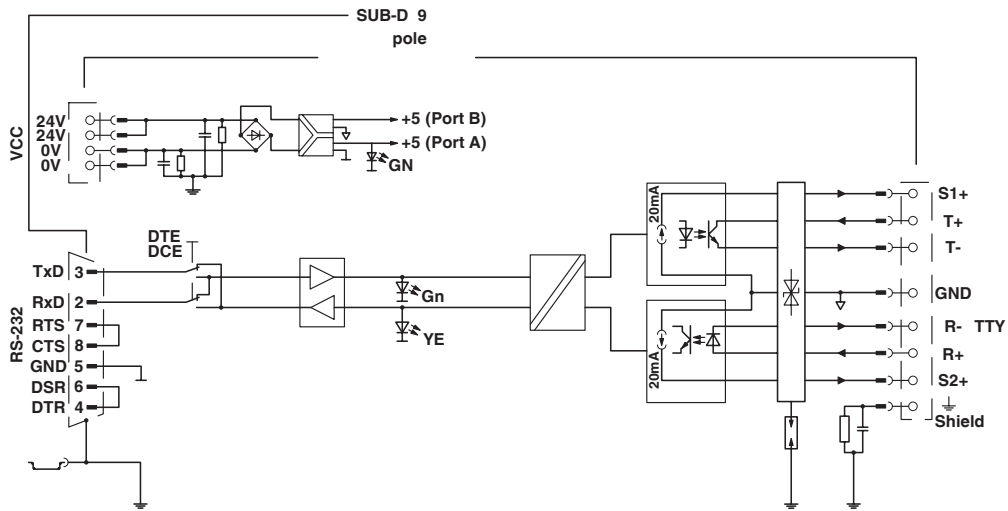 SUB-D 9
pole
VCC
24V
24V
0V
0V
+5 (Port B)
+5 (Port A)
GN
RS-232
DTE
DCE
TxD 3
RxD 2
RTS 7
CTS 8
GND 5
DSR 6
DTR 4
Gn
YE
20mA
20mA
S1+
T+
T-
GND
R- TTY
R+
S2+
Shield